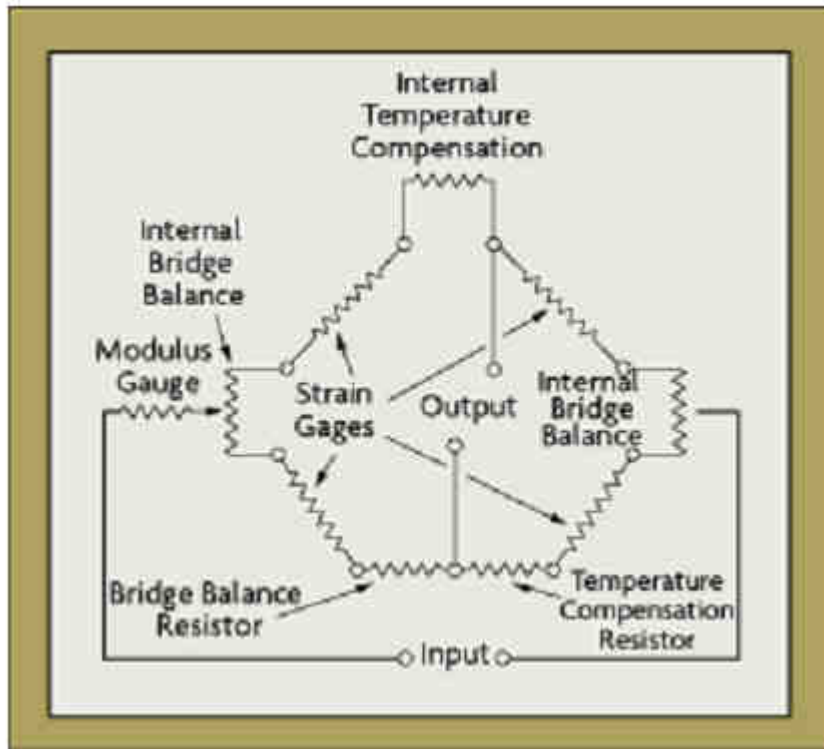 Internal
Temperature
Compensation
Internal
Bridge
Balance
Modulus
Gauge
Strain
Gages
Output
Internal
Bridge
Balance
Bridge Balance
Resistor
Temperature
Compensation
Resistor
Input